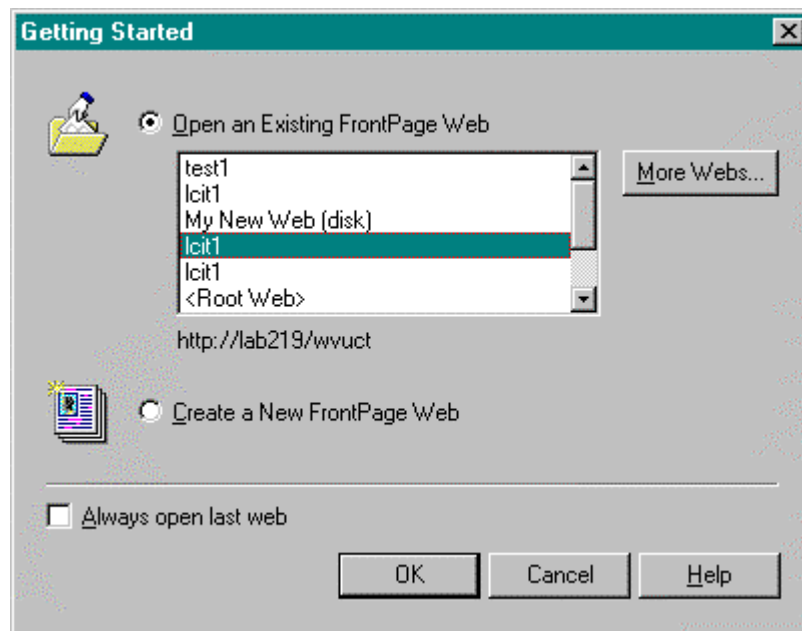 Getting Started
Open an Existing FrontPage Web
test1
lcit1
My New Web (disk)
lcit1
lcit1
<Root Web>
More Webs...
http://lab219/wvuct
Create a New FrontPage Web
Always open last web
OK
Cancel
Help